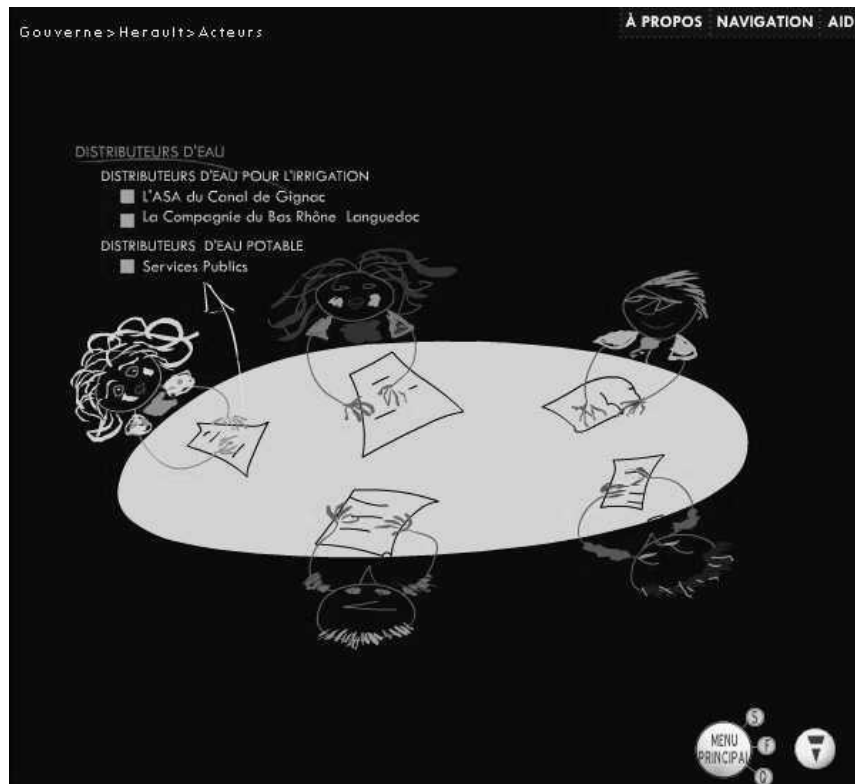 Gouverne>Herault>Acteurs
À PROPOS NAVIGATION AID
DISTRIBUTEURS D'EAU
DISTRIBUTEURS D'EAU POUR L'IRRIGATION
L'ASA du Canal de Gignac
La Compagnie du Bas Rhône Languedoc
DISTRIBUTEURS D'EAU POTABLE
Services Publics
S
MENU
F
PRINCIPAL